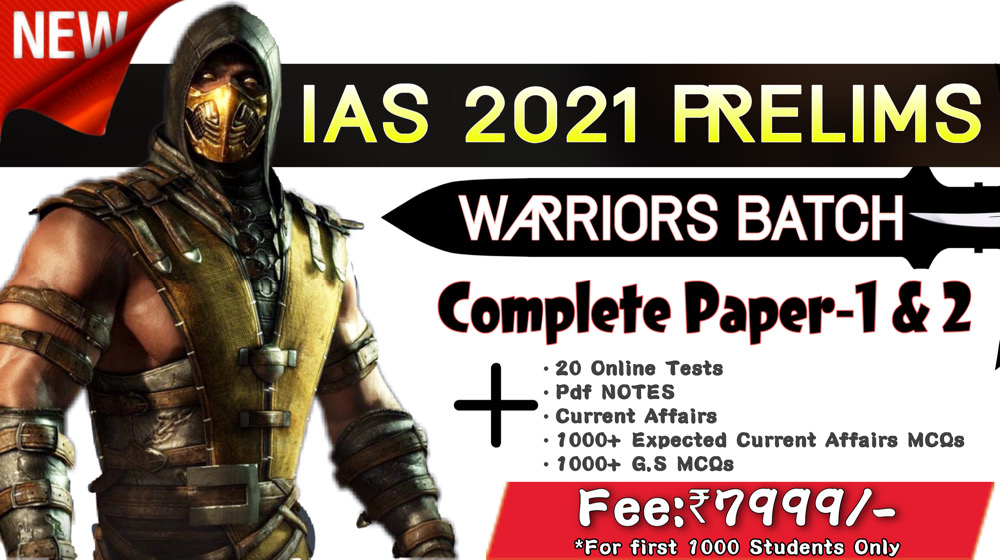 NEW
IAS 2021 PRELIMS
WARRIORS BATCH
Complete Paper-1 & 2
+
· 20 Online Tests
· Pdf NOTES
· Current Affairs
· 1000+ Expected Current Affairs MCQs
· 1000+ G.S MCQs
Fee:₹7999/-
*For first 1000 Students Only